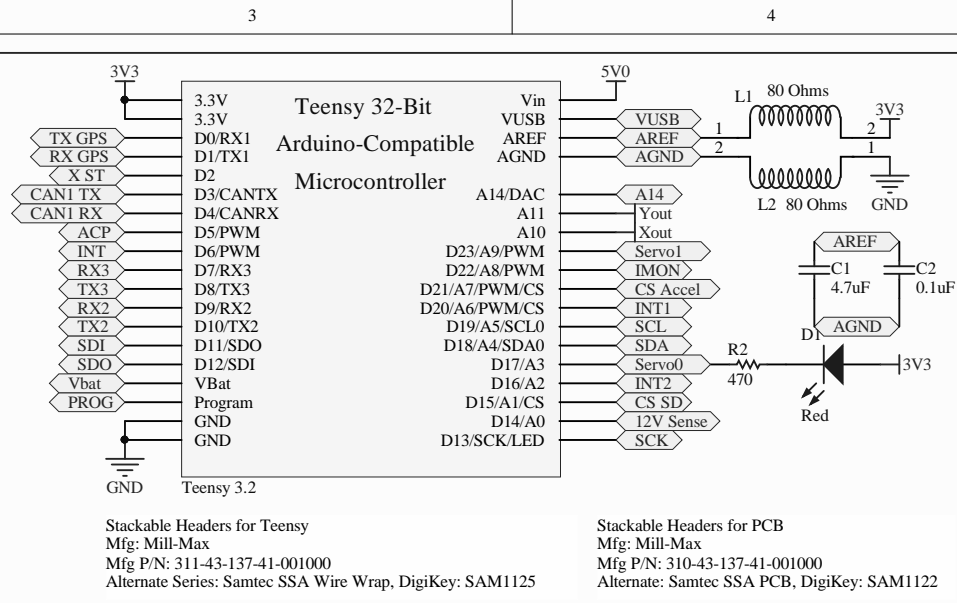 3 4
3V3 5V0
Teensy 32-Bit
Arduino-Compatible
Microcontroller
3.3V Vin
3.3V VUSB VUSB
TX GPS D0/RX1 AREF AREF 1
RX GPS D1/TX1 AGND AGND 2
X ST D2
CAN1 TX D3/CANTX A14/DAC A14
CAN1 RX D4/CANRX A11 Yout
ACP D5/PWM A10 Xout
INT D6/PWM D23/A9/PWM Servo1
RX3 D7/RX3 D22/A8/PWM IMON
TX3 D8/TX3 D21/A7/PWM/CS CS Accel
RX2 D9/RX2 D20/A6/PWM/CS INT1
TX2 D10/TX2 D19/A5/SCL0 SCL
SDI D11/SDO D18/A4/SDA0 SDA
SDO D12/SDI D17/A3 Servo0
Vbat VBat D16/A2 INT2
PROG Program D15/A1/CS CS SD
GND D14/A0 12V Sense
GND D13/SCK/LED SCK
GND
Teensy 3.2
L1 80 Ohms
3V3
2
1
L2 80 Ohms GND
AREF
C1 C2
4.7uF 0.1uF
AGND
D1
R2
470
3V3
Red
Stackable Headers for Teensy
Mfg: Mill-Max
Mfg P/N: 311-43-137-41-001000
Alternate Series: Samtec SSA Wire Wrap, DigiKey: SAM1125
Stackable Headers for PCB
Mfg: Mill-Max
Mfg P/N: 310-43-137-41-001000
Alternate: Samtec SSA PCB, DigiKey: SAM1122